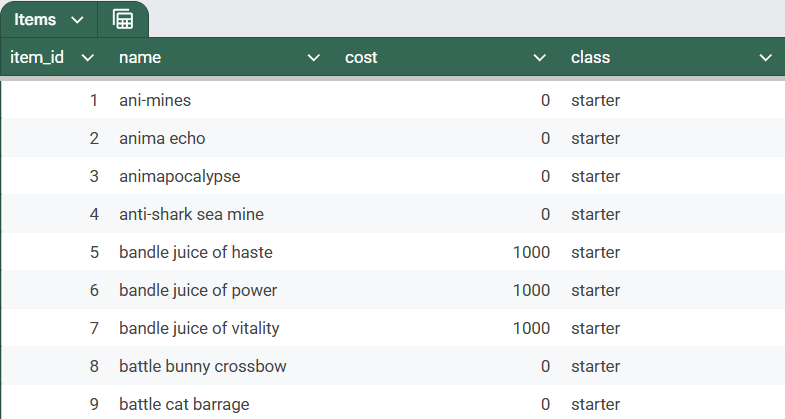 Items
item_id name cost class
1 ani-mines 0 starter
2 anima echo 0 starter
3 animapocalypse 0 starter
4 anti-shark sea mine 0 starter
5 bandle juice of haste 1000 starter
6 bandle juice of power 1000 starter
7 bandle juice of vitality 1000 starter
8 battle bunny crossbow 0 starter
9 battle cat barrage 0 starter